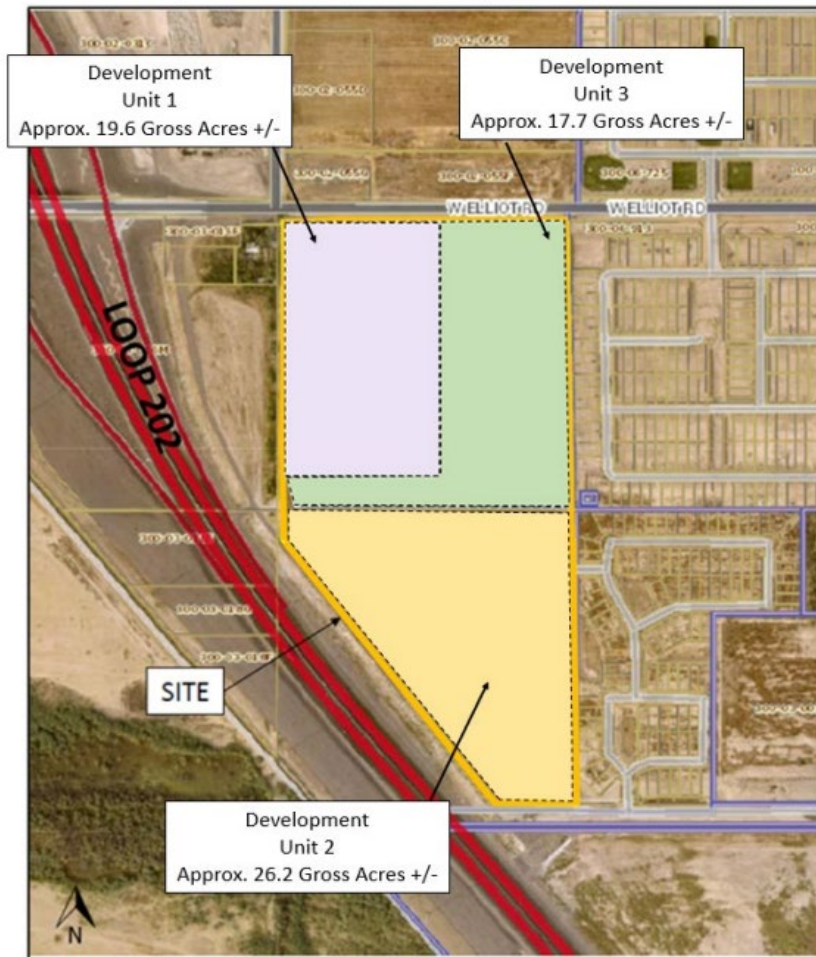 Development
Unit 1
Approx. 19.6 Gross Acres +/-
Development
Unit 3
Approx. 17.7 Gross Acres +/-
W ELLIOT RD
W ELLIOT RD
LOOP 202
SITE
Development
Unit 2
Approx. 26.2 Gross Acres +/-
N